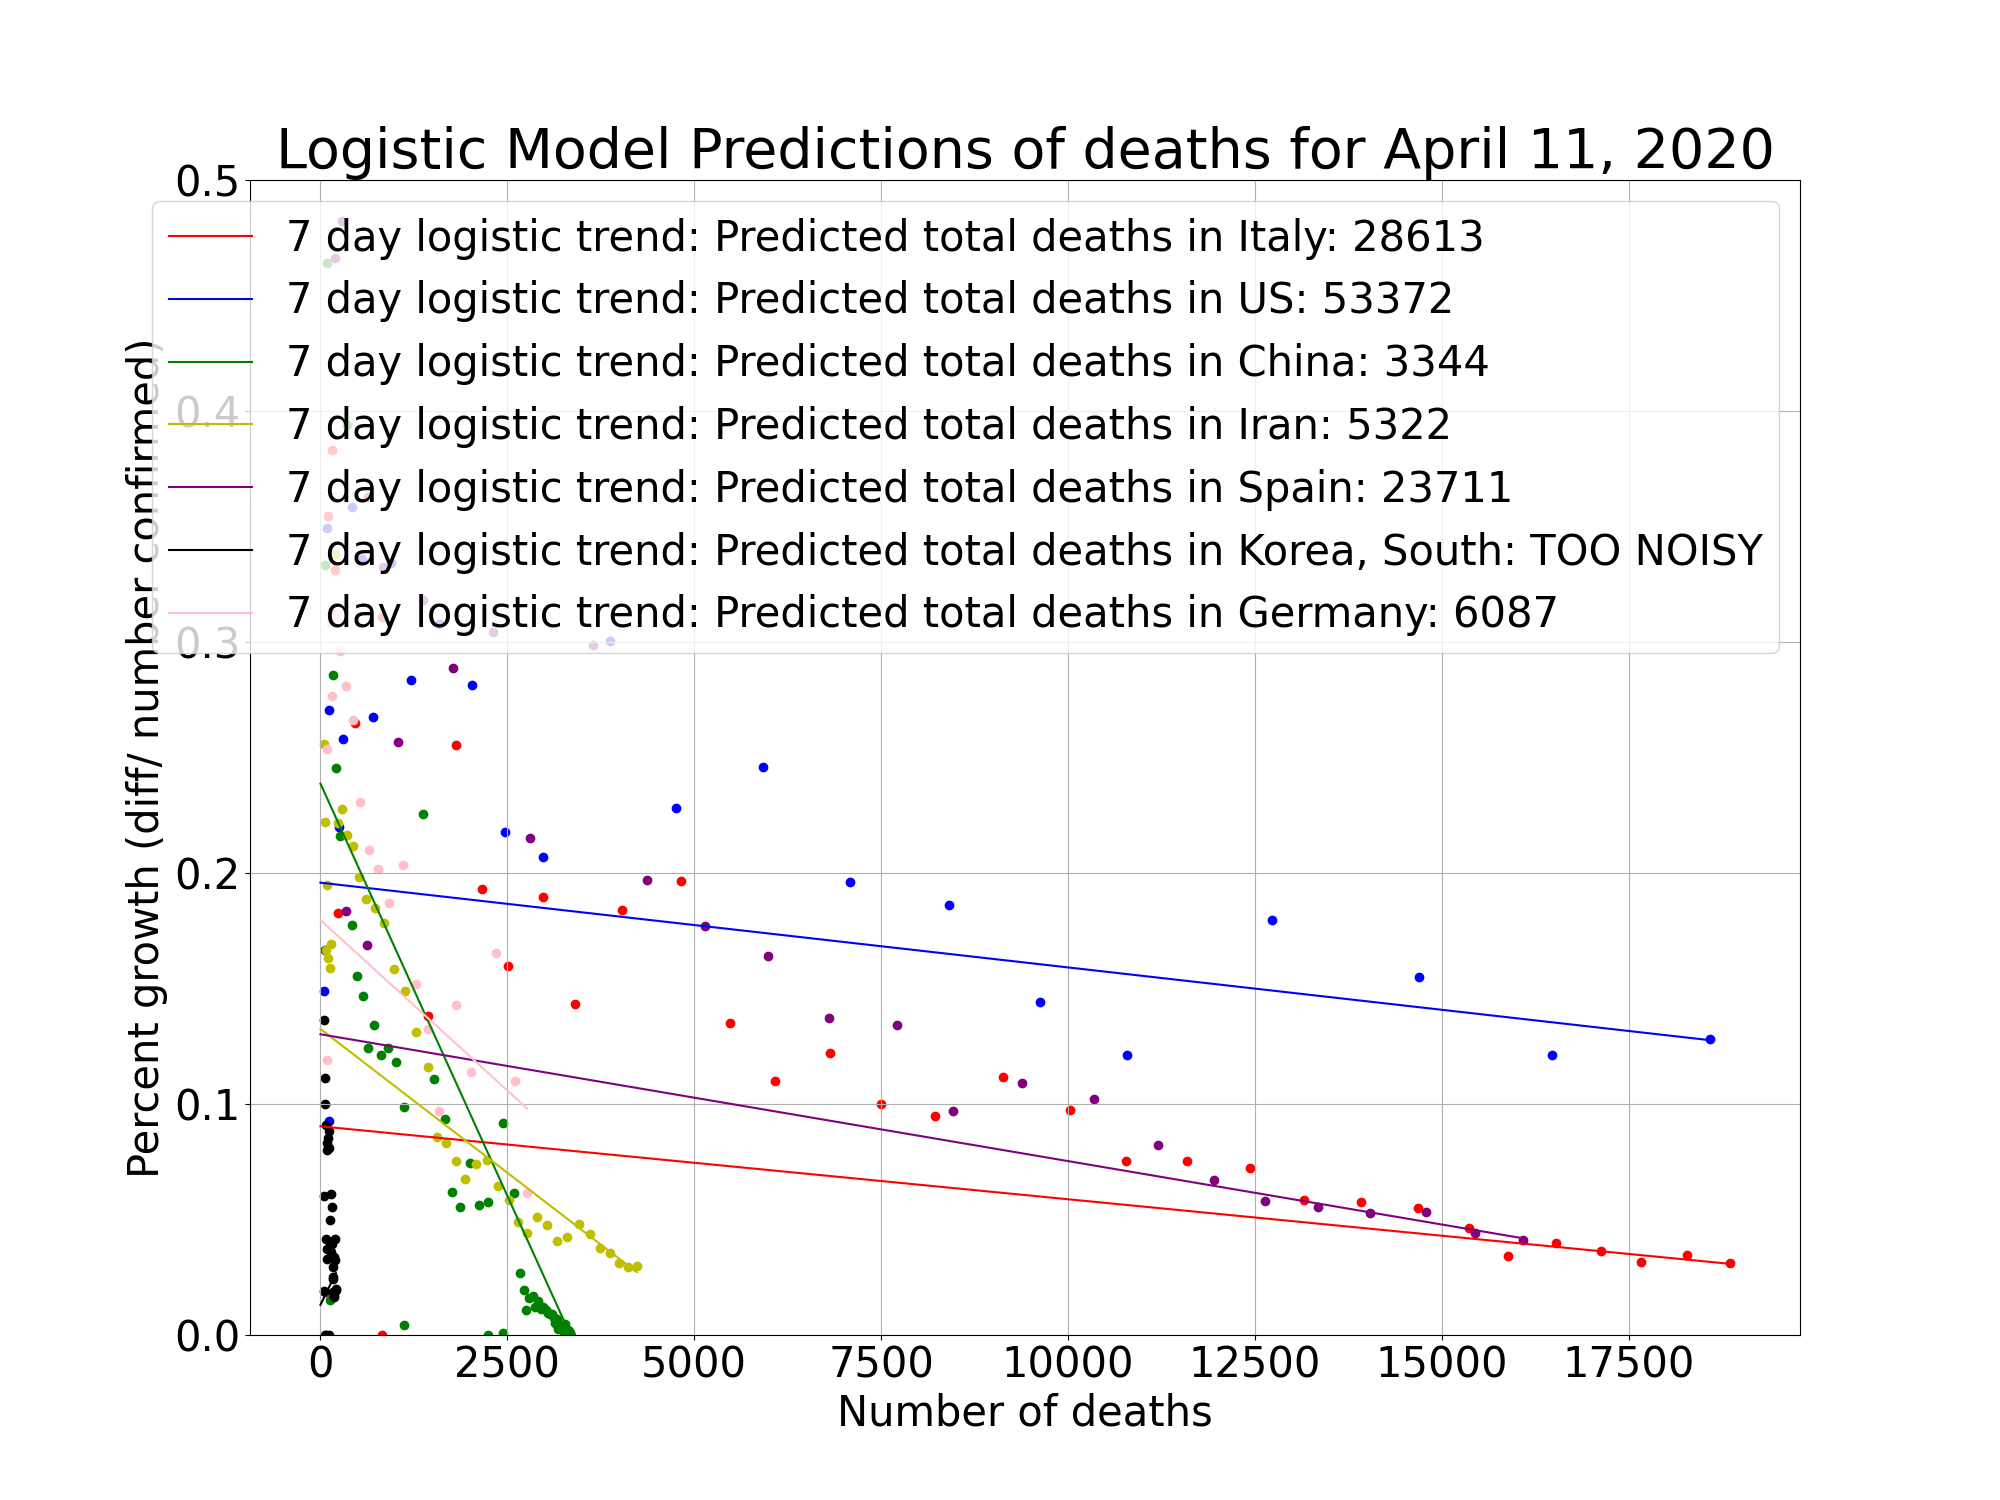 Logistic Model Predictions of deaths for April 11, 2020
0.5
7 day logistic trend: Predicted total deaths in Italy: 28613
7 day logistic trend: Predicted total deaths in US: 53372
7 day logistic trend: Predicted total deaths in China: 3344
0.4
7 day logistic trend: Predicted total deaths in Iran: 5322
7 day logistic trend: Predicted total deaths in Spain: 23711
7 day logistic trend: Predicted total deaths in Korea, South: TOO NOISY
7 day logistic trend: Predicted total deaths in Germany: 6087
0.3
Percent growth (diff/ number confirmed)
0.2
0.1
0.0
0 2500 5000 7500 10000 12500 15000 17500
Number of deaths